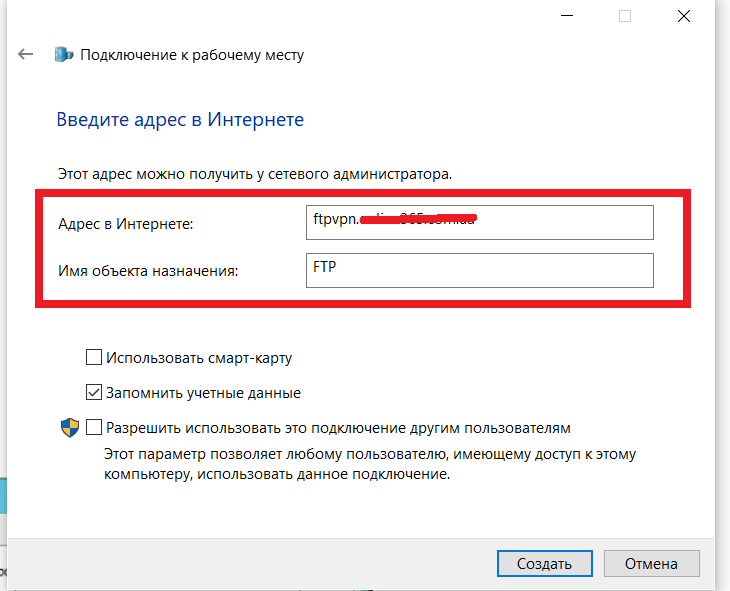 Подключение к рабочему месту
Введите адрес в Интернете
Этот адрес можно получить у сетевого администратора.
Адрес в Интернете:
ftpvpn.
Имя объекта назначения:
FTP
Использовать смарт-карту
Запомнить учетные данные
Разрешить использовать это подключение другим пользователям
Этот параметр позволяет любому пользователю, имеющему доступ к этому
компьютеру, использовать данное подключение.
Создать
Отмена